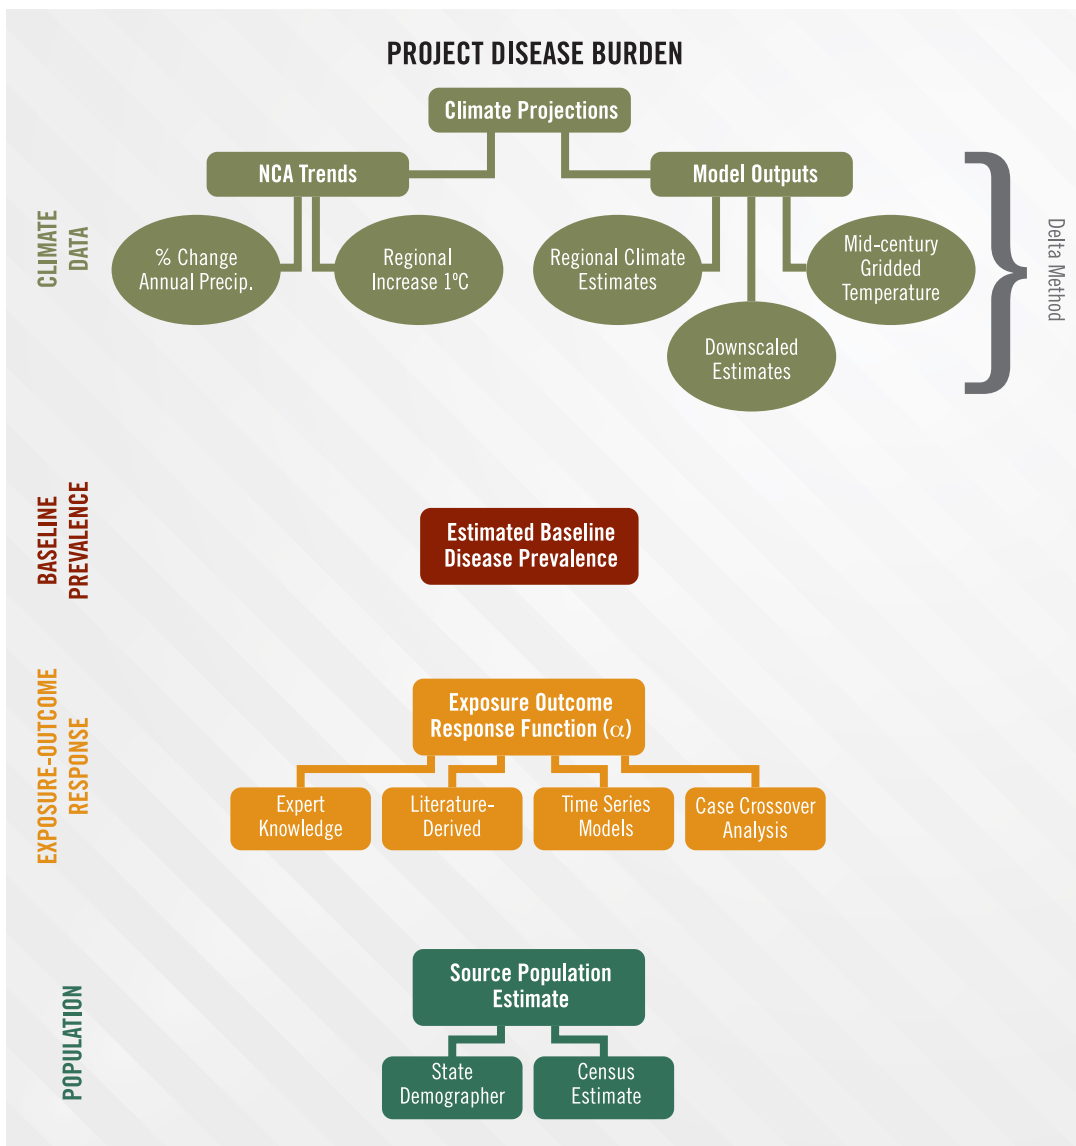 PROJECT DISEASE BURDEN
Climate Projections
NCA Trends
Model Outputs
CLIMATE
DATA
% Change
Annual Precip.
Regional
Increase 1ºC
Regional Climate
Estimates
Downscaled
Estimates
Mid-century
Gridded
Temperature
}
Delta Method
BASELINE
PREVALENCE
Estimated Baseline
Disease Prevalence
EXPOSURE-OUTCOME
RESPONSE
Exposure Outcome
Response Function (α)
Expert
Knowledge
Literature-
Derived
Time Series
Models
Case Crossover
Analysis
POPULATION
Source Population
Estimate
State
Demographer
Census
Estimate